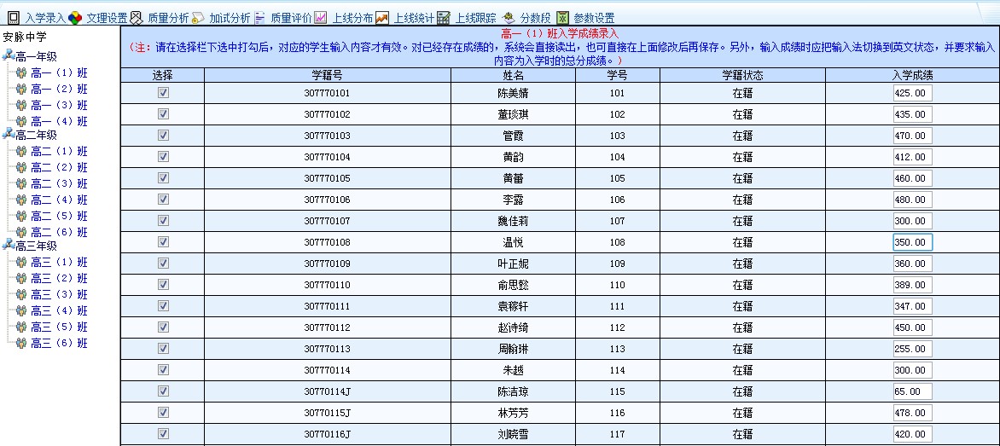 入学录入 文理设置 质量分析 加试分析 质量评价 上线分布 上线统计 上线跟踪 分数段 参数设置
安脉中学
高一年级
高一（1）班
高一（2）班
高一（3）班
高一（4）班
高二年级
高二（1）班
高二（2）班
高二（3）班
高二（4）班
高二（5）班
高二（6）班
高三年级
高三（1）班
高三（2）班
高三（3）班
高三（4）班
高三（5）班
高三（6）班
高一（1）班入学成绩录入
（注：请在选择栏下选中打勾后，对应的学生输入内容才有效。对已经存在成绩的，系统会直接读出，也可直接在上面修改后再保存。另外，输入成绩时应把输入法切换到英文状态，并要求输入
内容为入学时的总分成绩。）
选择 学籍号 姓名 学号 学籍状态 入学成绩
307770101 陈美婧 101 在籍 425.00
307770102 董琰琪 102 在籍 435.00
307770103 管霞 103 在籍 470.00
307770104 黄韵 104 在籍 412.00
307770105 黄蕾 105 在籍 460.00
307770106 李露 106 在籍 480.00
307770107 魏佳莉 107 在籍 300.00
307770108 温悦 108 在籍 350.00
307770109 叶正妮 109 在籍 360.00
307770110 俞思懿 110 在籍 389.00
307770111 袁稼轩 111 在籍 347.00
307770112 赵诗绮 112 在籍 450.00
307770113 周翰琳 113 在籍 255.00
307770114 朱越 114 在籍 300.00
30770114J 陈洁琼 115 在籍 65.00
30770115J 林芳芳 116 在籍 478.00
30770116J 刘晓雪 117 在籍 420.00